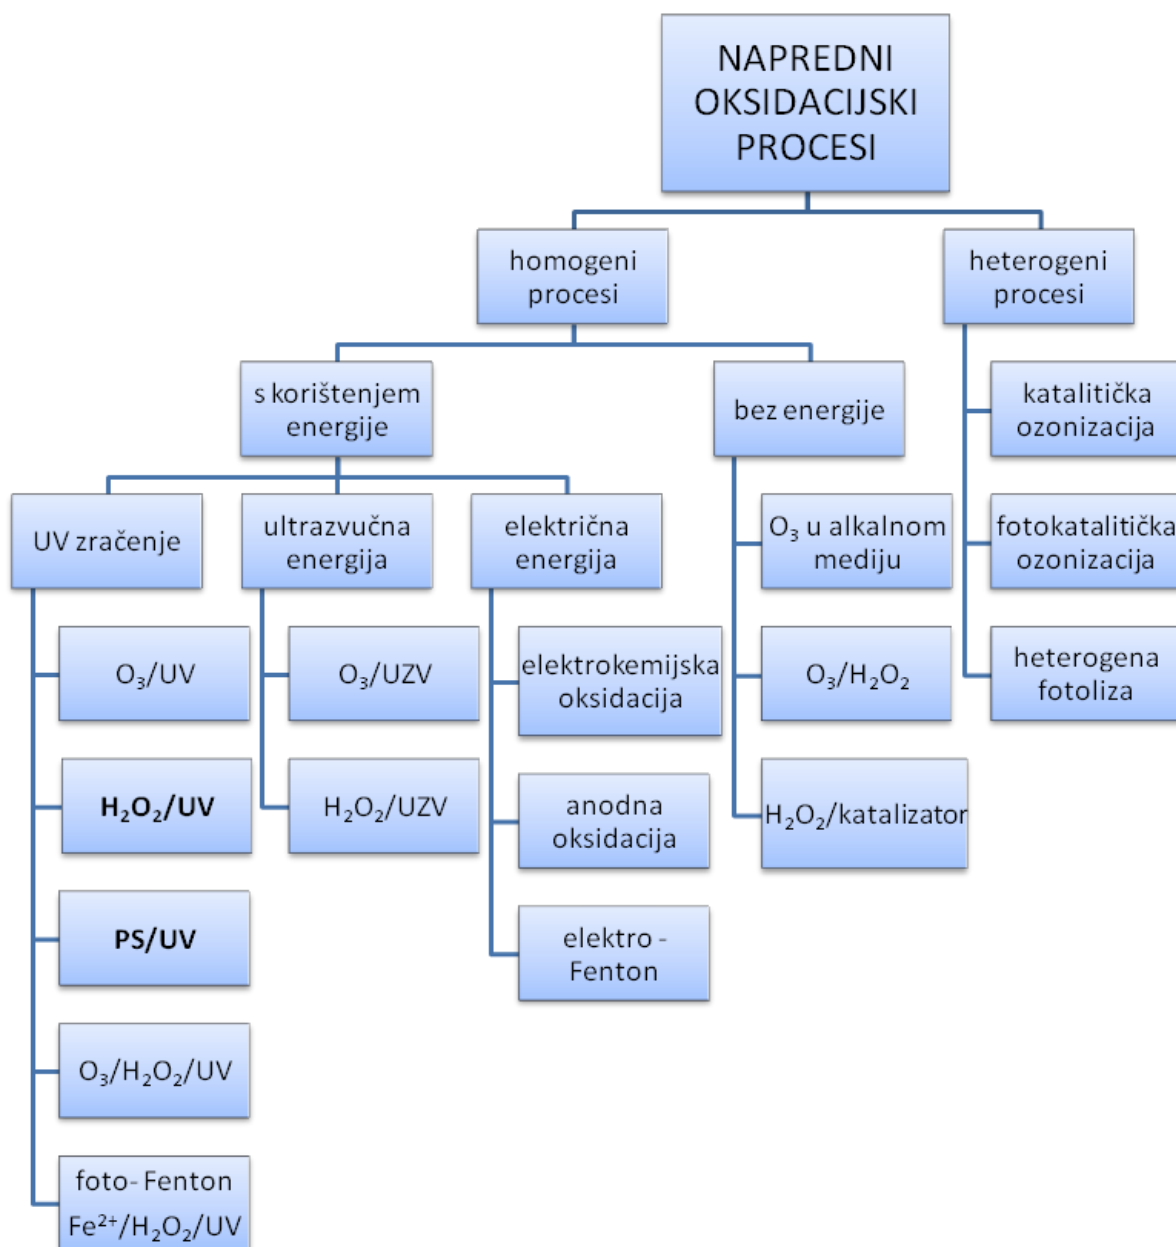 NAPREDNI
OKSIDACIJSKI
PROCESI
homogeni
procesi
heterogeni
procesi
s korištenjem
energije
bez energije
katalitička
ozonizacija
UV zračenje
ultrazvučna
energija
električna
energija
O₃ u alkalnom
mediju
fotokatalitička
ozonizacija
O₃/UV
O₃/UZV
elektrokemijska
oksidacija
O₃/H₂O₂
heterogena
fotoliza
H₂O₂/UV
H₂O₂/UZV
anodna
oksidacija
H₂O₂/katalizator
PS/UV
elektro -
Fenton
O₃/H₂O₂/UV
foto- Fenton
Fe²⁺/H₂O₂/UV